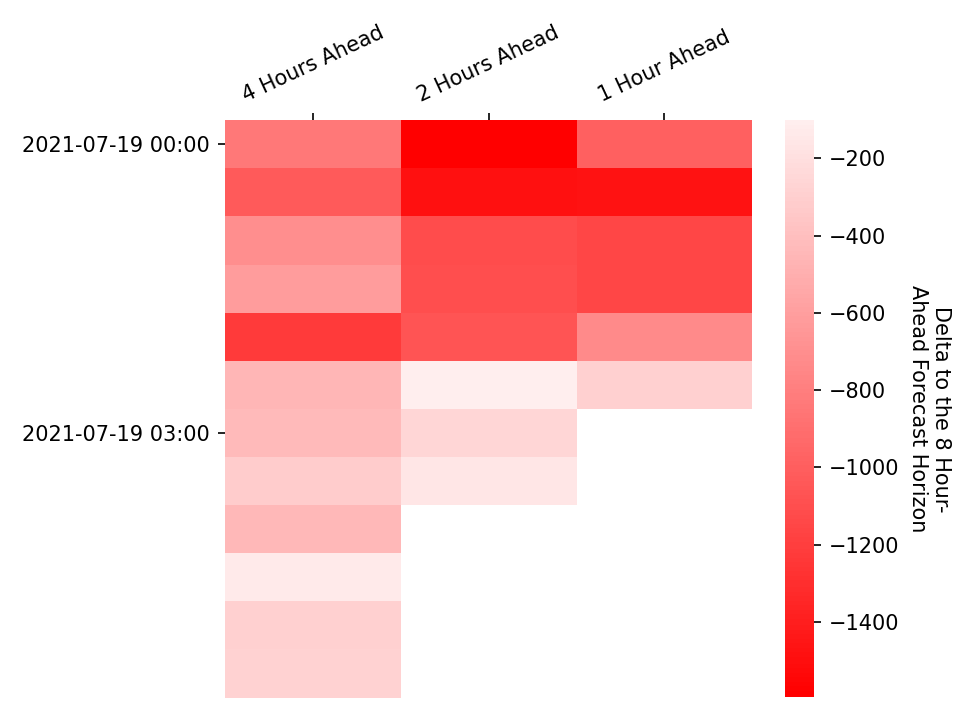 4 Hours Ahead
2 Hours Ahead
1 Hour Ahead
2021-07-19 00:00
2021-07-19 03:00
−200
−400
−600
−800
−1000
−1200
−1400
Delta to the 8 Hour-
Ahead Forecast Horizon